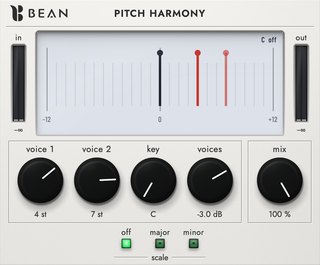 BEAN
PITCH HARMONY
in
C off
out
-12
0
+12
-∞
-∞
voice 1
voice 2
key
voices
mix
4 st
7 st
C
-3.0 dB
100 %
off
major
minor
scale